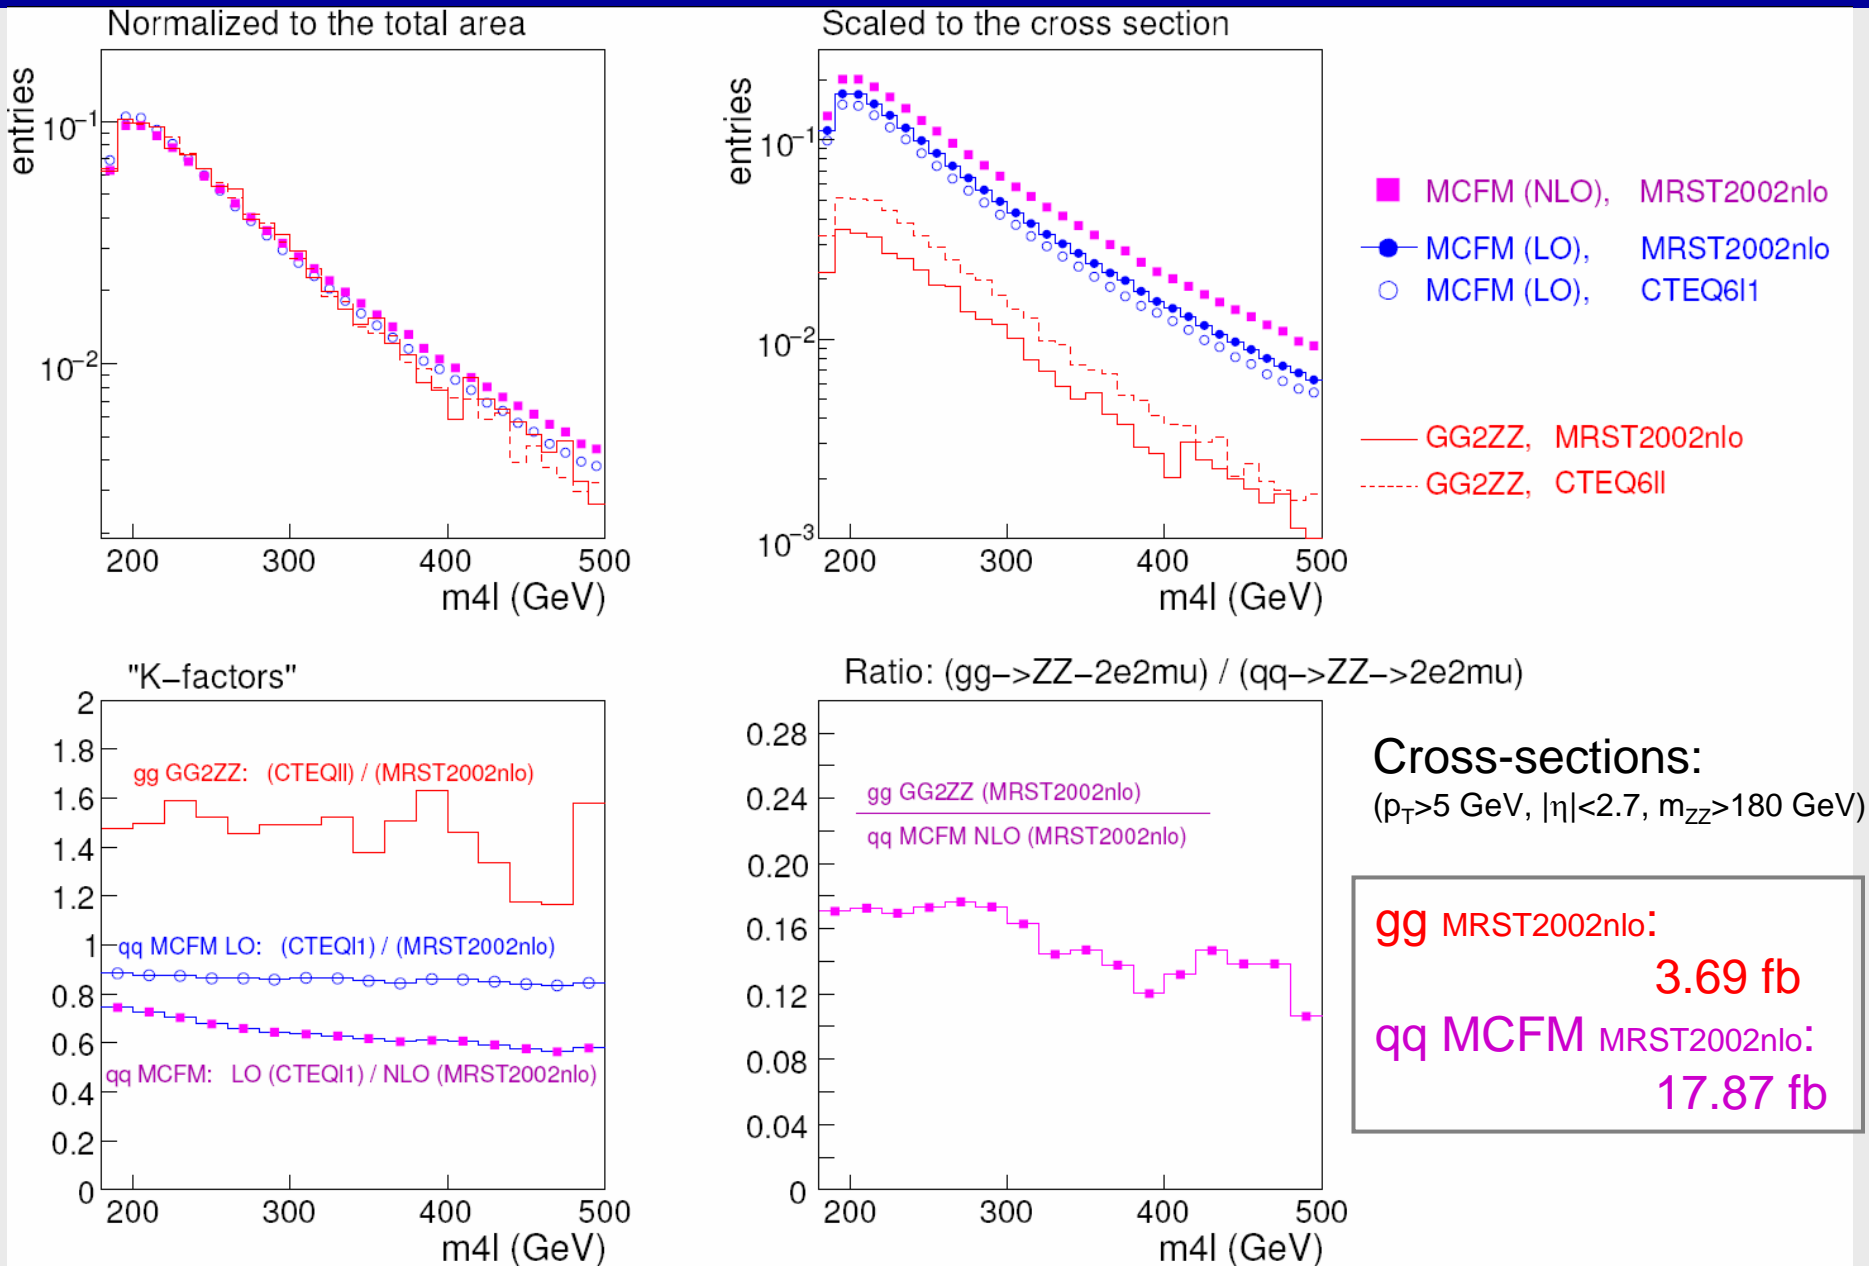 Normalized to the total area
entries
10−1
10−2
200 300 400 500
m4l (GeV)
Scaled to the cross section
entries
10−1
10−2
10−3
200 300 400 500
m4l (GeV)
MCFM (NLO), MRST2002nlo
MCFM (LO), MRST2002nlo
MCFM (LO), CTEQ6l1
GG2ZZ, MRST2002nlo
GG2ZZ, CTEQ6ll
"K−factors"
2
1.8
1.6
1.4
1.2
1
0.8
0.6
0.4
0.2
0
gg GG2ZZ: (CTEQll) / (MRST2002nlo)
qq MCFM LO: (CTEQl1) / (MRST2002nlo)
qq MCFM: LO (CTEQl1) / NLO (MRST2002nlo)
200 300 400 500
m4l (GeV)
Ratio: (gg−>ZZ−2e2mu) / (qq−>ZZ−>2e2mu)
0.28
0.24
0.20
0.16
0.12
0.08
0.04
0
gg GG2ZZ (MRST2002nlo)
qq MCFM NLO (MRST2002nlo)
200 300 400 500
m4l (GeV)
Cross-sections:
(pT>5 GeV, |η|<2.7, mZZ>180 GeV)
gg MRST2002nlo:
3.69 fb
qq MCFM MRST2002nlo:
17.87 fb